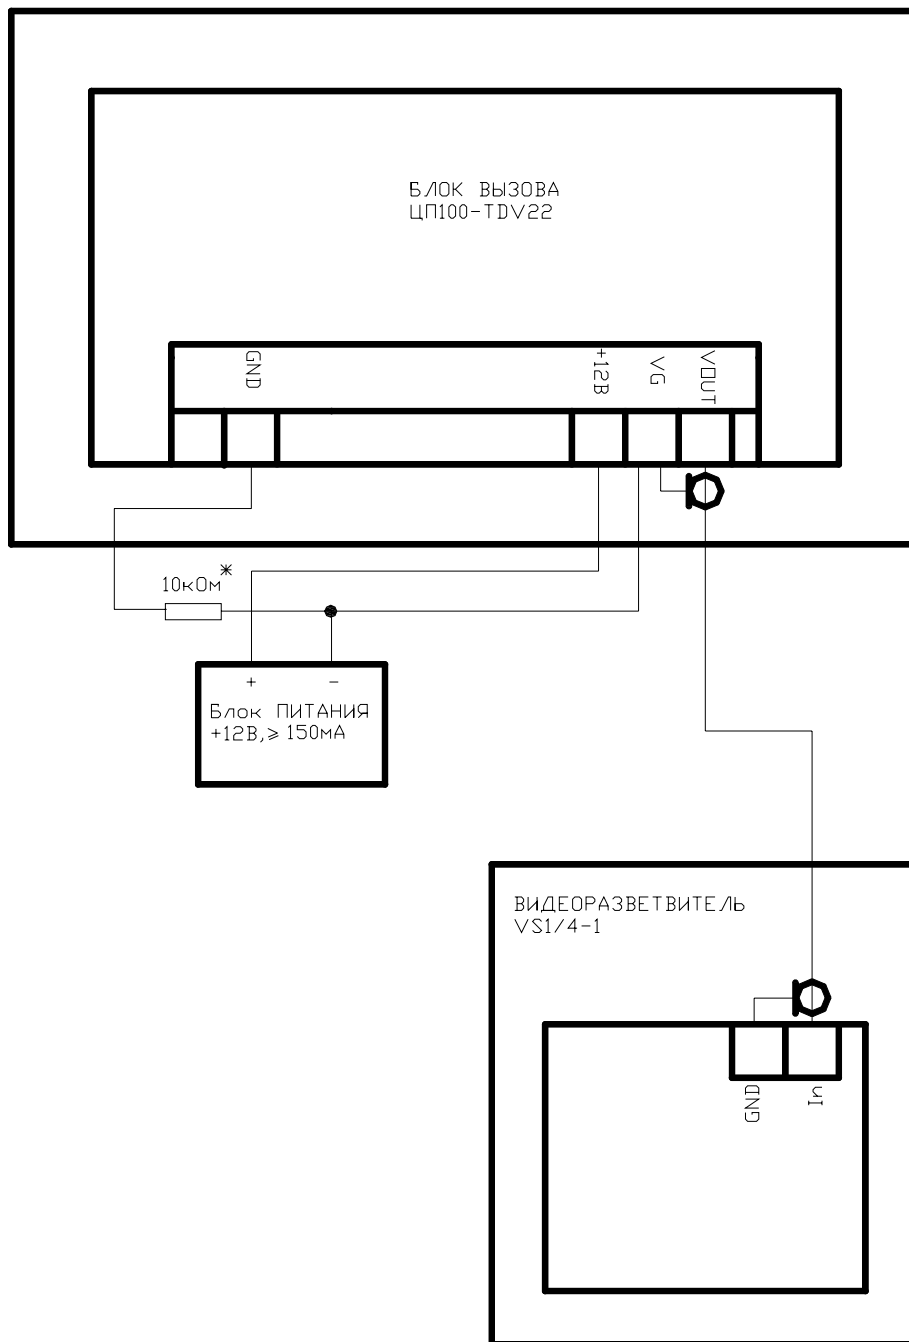 БЛОК ВЫЗОВА
ЦП100-TDV22
GND
+12В
VG
VOUT
10кОм*
+ -
Блок ПИТАНИЯ
+12В,⩾150мА
ВИДЕОРАЗВЕТВИТЕЛЬ
VS1/4-1
GND
In